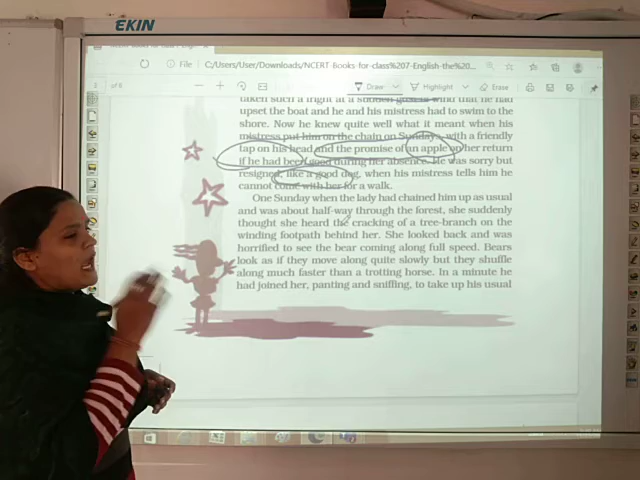 EKIN
File
C:/Users/User/Downloads/NCERT Books-for-class%207-English-the%20...
Draw
Highlight
Erase
of 6
taken such a fright at a sudden gust of wind that he had
upset the boat and he and his mistress had to swim to the
shore. Now he knew quite well what it meant when his
mistress put him on the chain on Sundays, with a friendly
tap on his head and the promise of an apple on her return
if he had been good during her absence. He was sorry but
resigned, like a good dog, when his mistress tells him he
cannot come with her for a walk.
One Sunday when the lady had chained him up as usual
and was about half-way through the forest, she suddenly
thought she heard the cracking of a tree-branch on the
winding footpath behind her. She looked back and was
horrified to see the bear coming along full speed. Bears
look as if they move along quite slowly but they shuffle
along much faster than a trotting horse. In a minute he
had joined her, panting and sniffing, to take up his usual